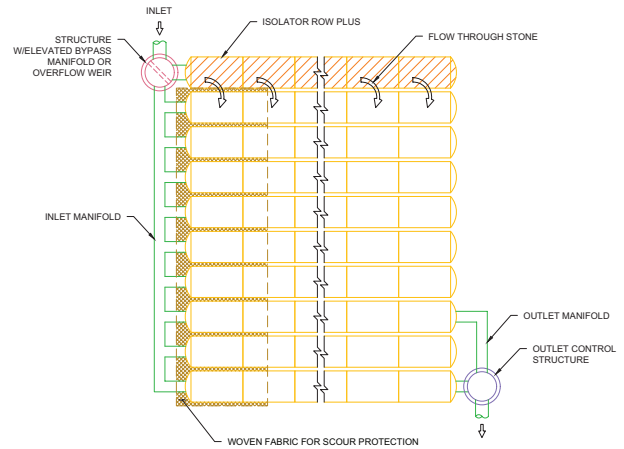 INLET
STRUCTURE
W/ELEVATED BYPASS
MANIFOLD OR
OVERFLOW WEIR
ISOLATOR ROW PLUS
FLOW THROUGH STONE
INLET MANIFOLD
OUTLET MANIFOLD
OUTLET CONTROL
STRUCTURE
WOVEN FABRIC FOR SCOUR PROTECTION